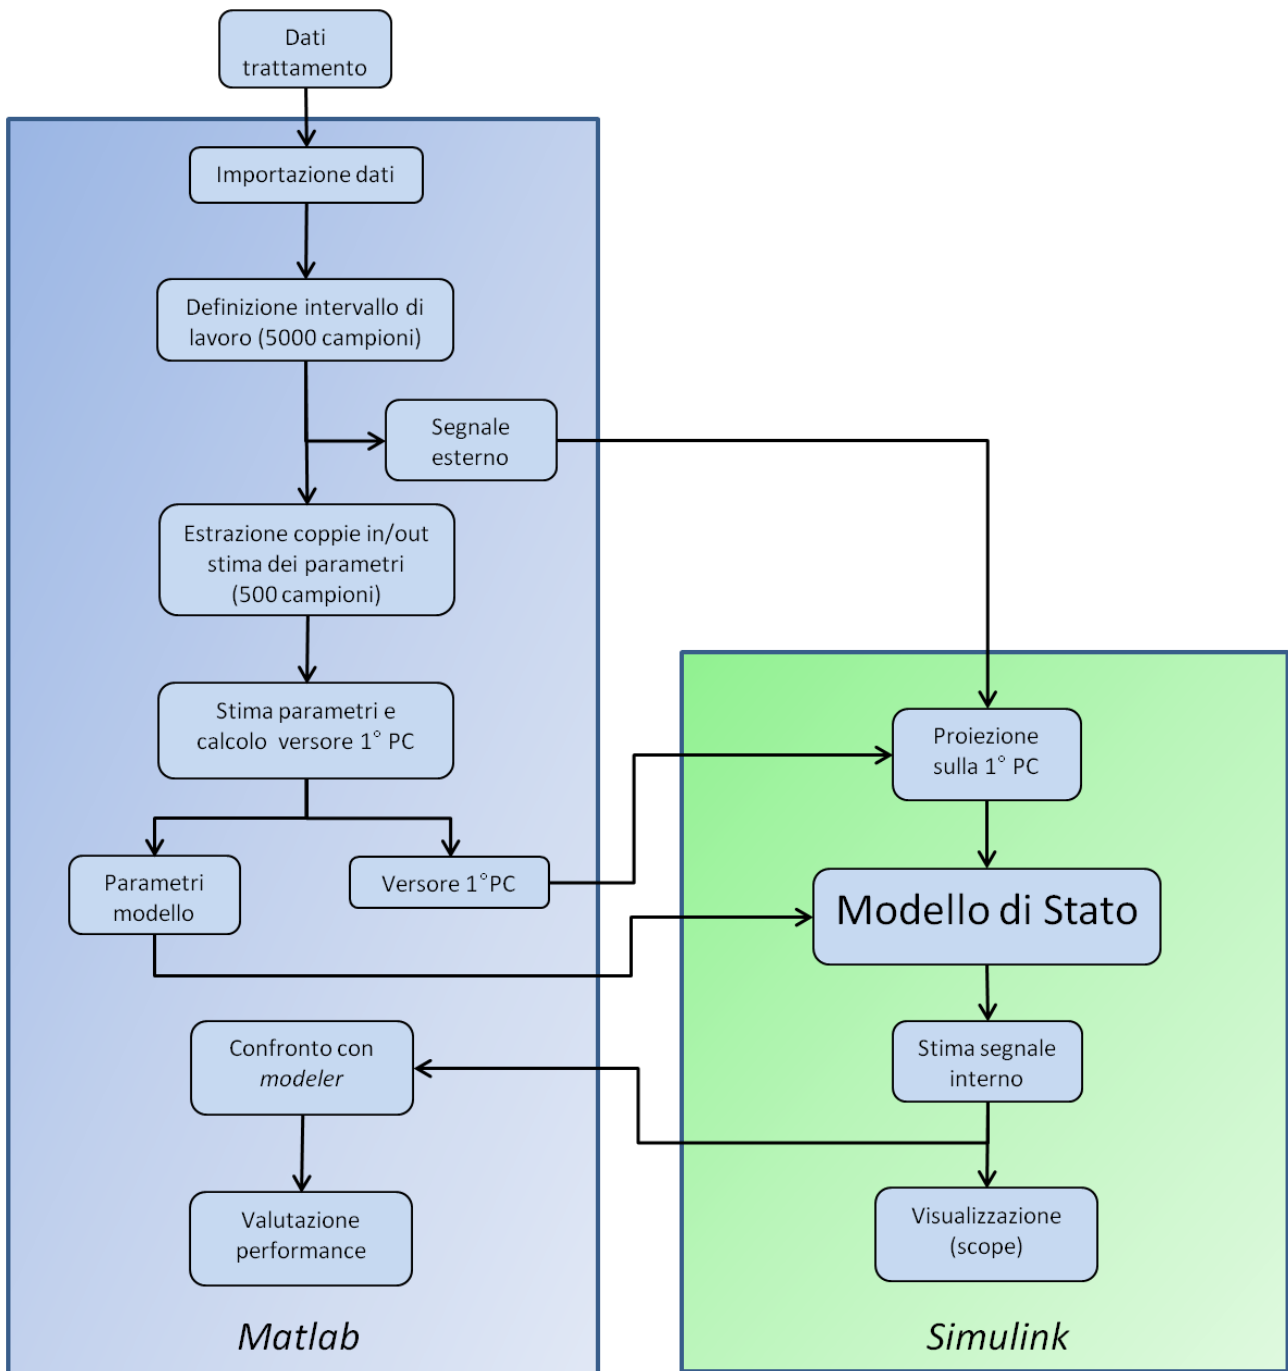 Dati
trattamento
Importazione dati
Definizione intervallo di
lavoro (5000 campioni)
Segnale
esterno
Estrazione coppie in/out
stima dei parametri
(500 campioni)
Stima parametri e
calcolo versore 1° PC
Proiezione
sulla 1° PC
Parametri
modello
Versore 1°PC
Modello di Stato
Confronto con
modeler
Stima segnale
interno
Valutazione
performance
Visualizzazione
(scope)
Matlab
Simulink